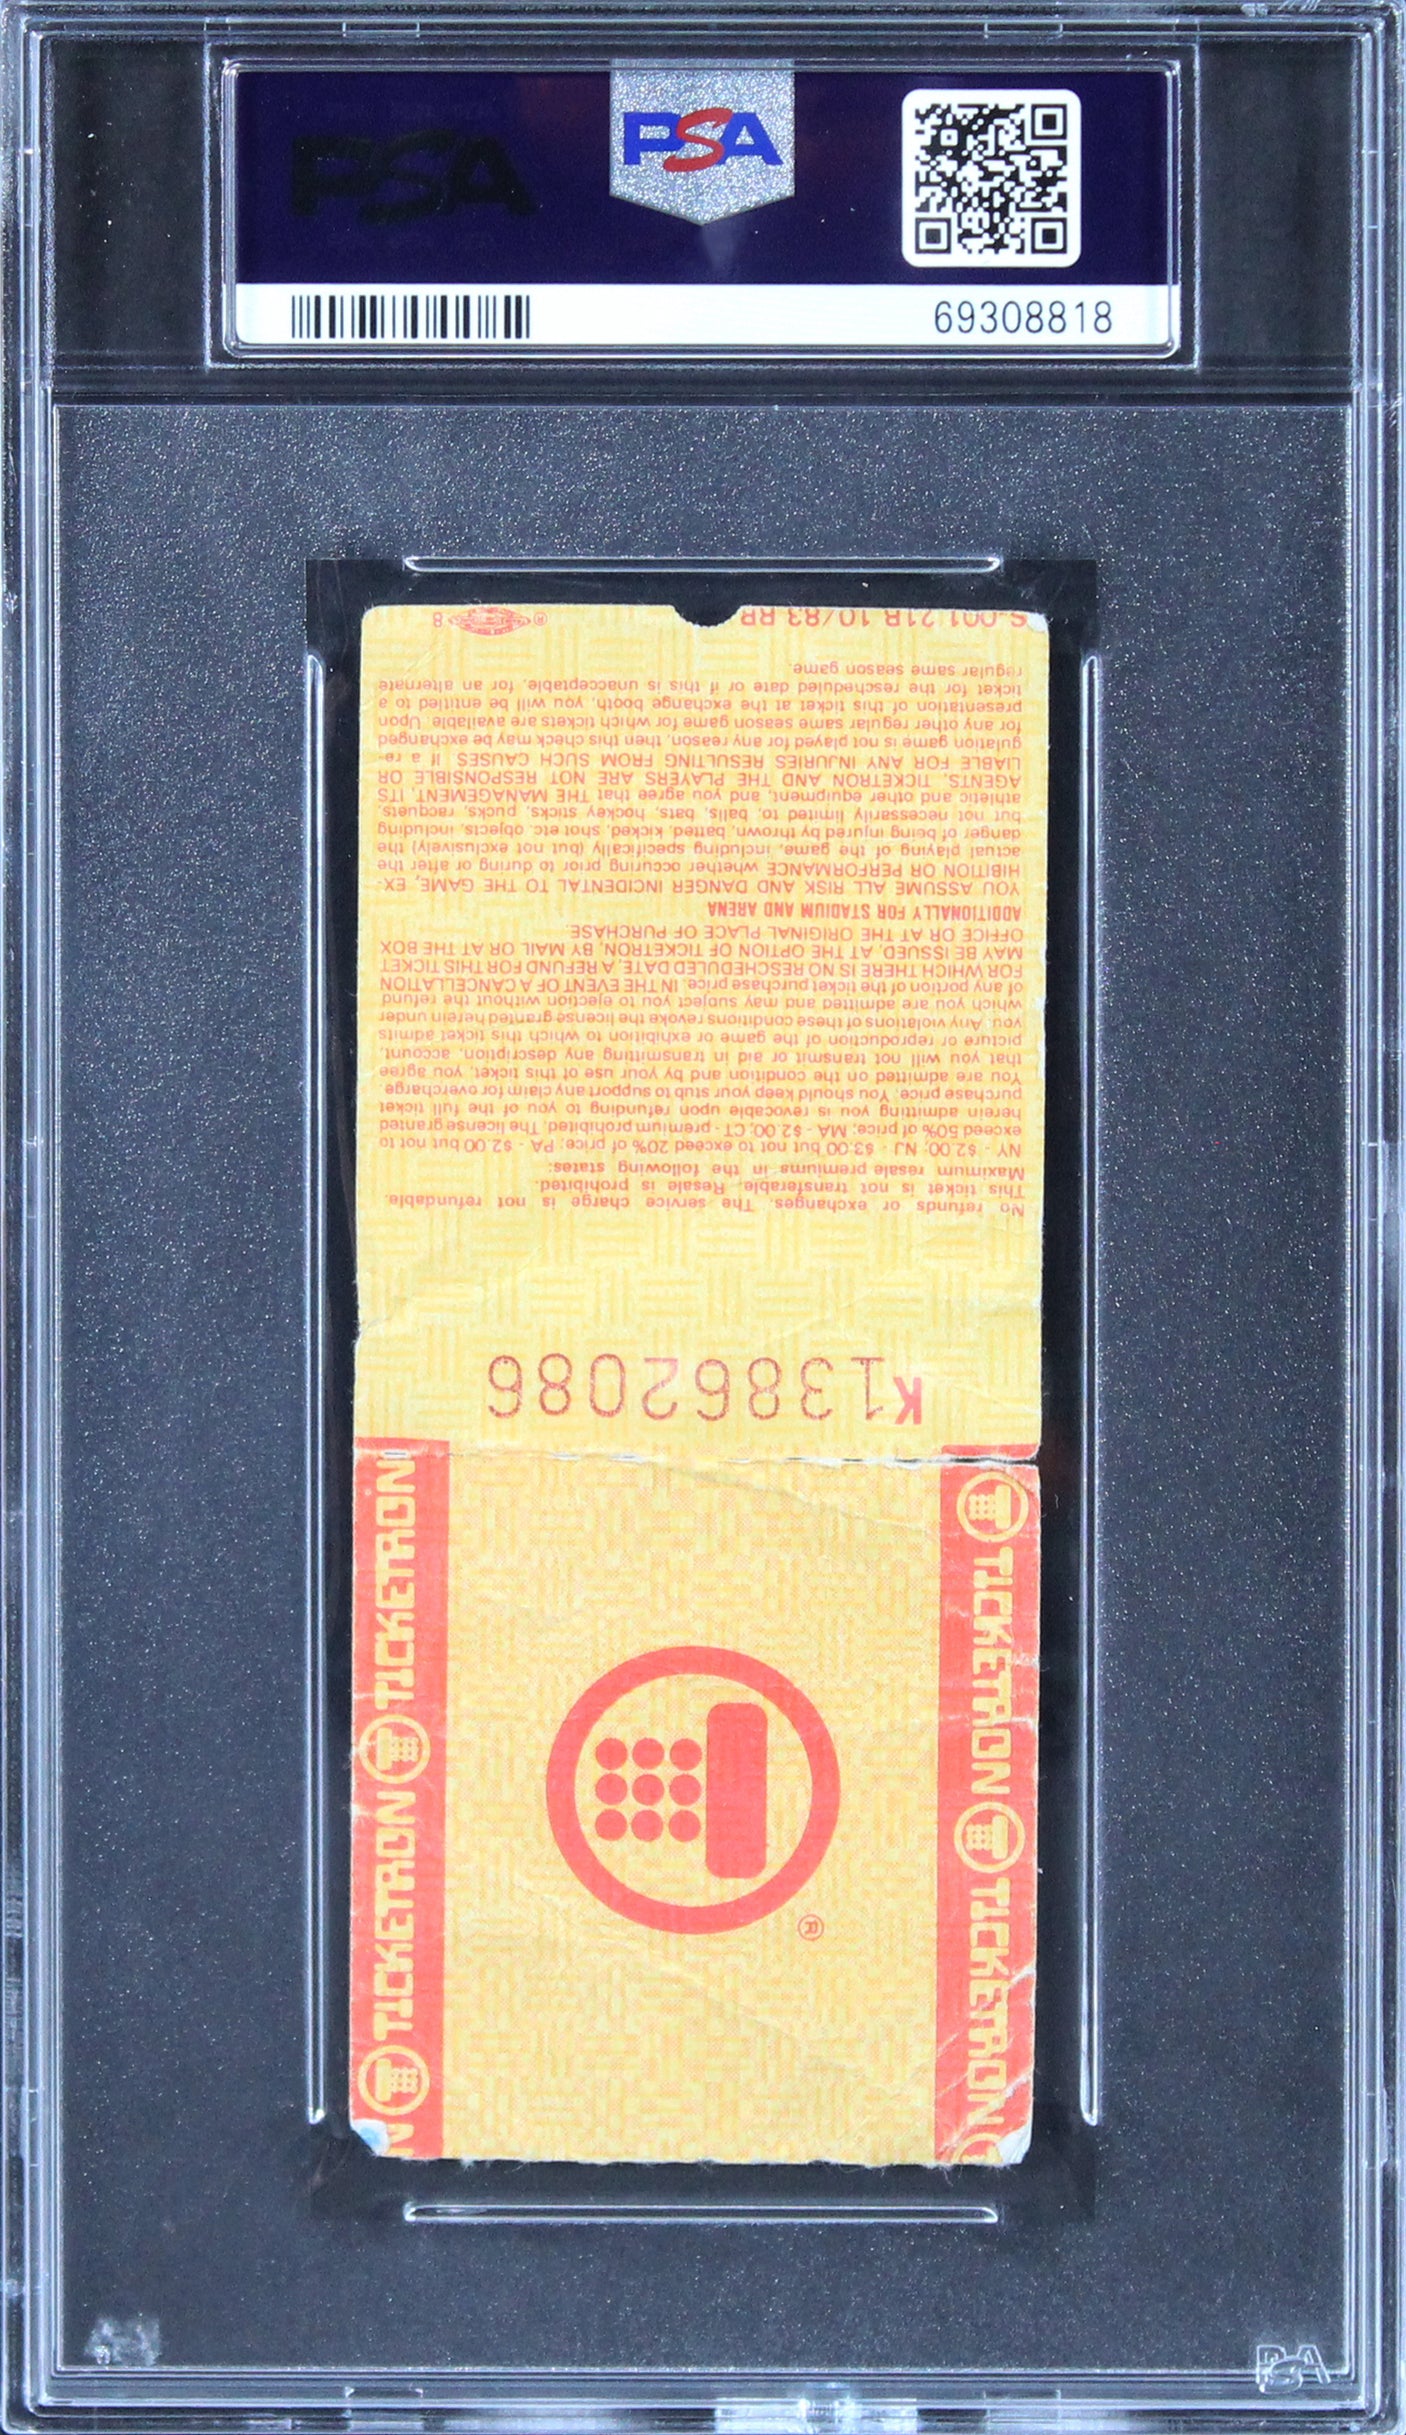 PSA
PSA
69308818
S-001 21B 10/83 RR
® 8
No refunds or exchanges. The service charge is not refundable.
This ticket is not transferable. Resale is prohibited.
Maximum resale premiums in the following states:
NY - $2.00; NJ - $3.00 but not to exceed 20% of price; PA - $2.00 but not to
exceed 50% of price; MA - $2.00; CT - premium prohibited. The license granted
herein admitting you is revocable upon refunding to you of the full ticket
purchase price. You should keep your stub to support any claim for overcharge.
You are admitted on the condition and by your use of this ticket, you agree
that you will not transmit or aid in transmitting any description, account,
picture or reproduction of the game or exhibition to which this ticket admits
you. Any violations of these conditions revoke the license granted herein under
which you are admitted and may subject you to ejection without the refund
of any portion of the ticket purchase price. IN THE EVENT OF A CANCELLATION
FOR WHICH THERE IS NO RESCHEDULED DATE, A REFUND FOR THIS TICKET
MAY BE ISSUED, AT THE OPTION OF TICKETRON, BY MAIL OR AT THE BOX
OFFICE OR AT THE ORIGINAL PLACE OF PURCHASE.
ADDITIONALLY FOR STADIUM AND ARENA
YOU ASSUME ALL RISK AND DANGER INCIDENTAL TO THE GAME, EX-
HIBITION OR PERFORMANCE whether occuring prior to during or after the
actual playing of the game, including specifically (but not exclusively) the
danger of being injured by thrown, batted, kicked, shot etc. objects, including
but not necessarily limited to, balls, bats, hockey sticks, pucks, racquets,
athletic and other equipment, and you agree that THE MANAGEMENT, ITS
AGENTS, TICKETRON AND THE PLAYERS ARE NOT RESPONSIBLE OR
LIABLE FOR ANY INJURIES RESULTING FROM SUCH CAUSES. If a re-
gulation game is not played for any reason, then this check may be exchanged
for any other regular same season game for which tickets are available. Upon
presentation of this ticket at the exchange booth, you will be entitled to a
ticket for the rescheduled date or if this is unacceptable, for an alternate
regular same season game.
K13862086
TICKETRON TICKETRON N
TICKETRON TICKETRON
®
PSA